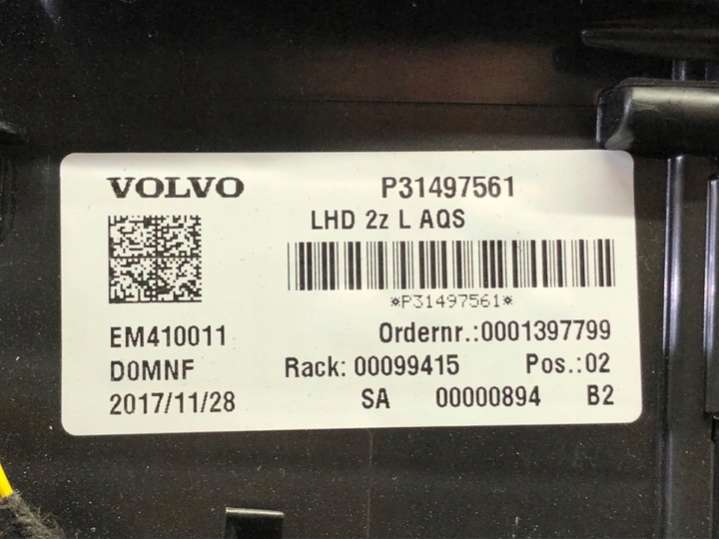 VOLVO P31497561
LHD 2z L AQS
*P31497561*
EM410011 Ordernr.:0001397799
D0MNF Rack: 00099415 Pos.:02
2017/11/28 SA 00000894 B2